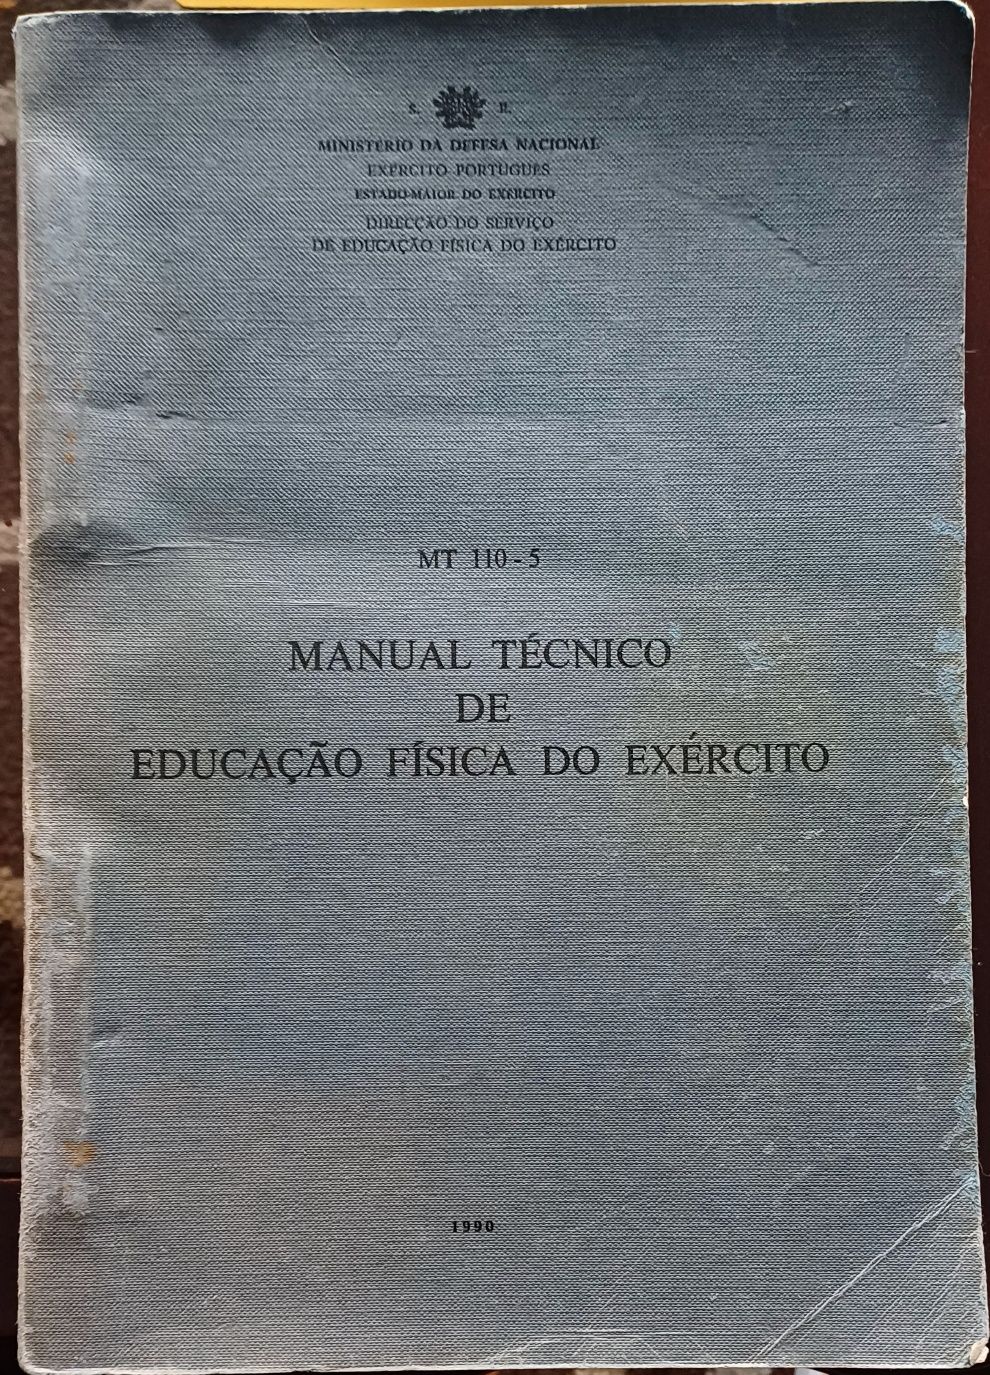 S. R.
MINISTÉRIO DA DEFESA NACIONAL
EXÉRCITO PORTUGUÊS
ESTADO-MAIOR DO EXÉRCITO
DIRECÇÃO DO SERVIÇO
DE EDUCAÇÃO FÍSICA DO EXÉRCITO
MT 110-5
MANUAL TÉCNICO
DE
EDUCAÇÃO FÍSICA DO EXÉRCITO
1990